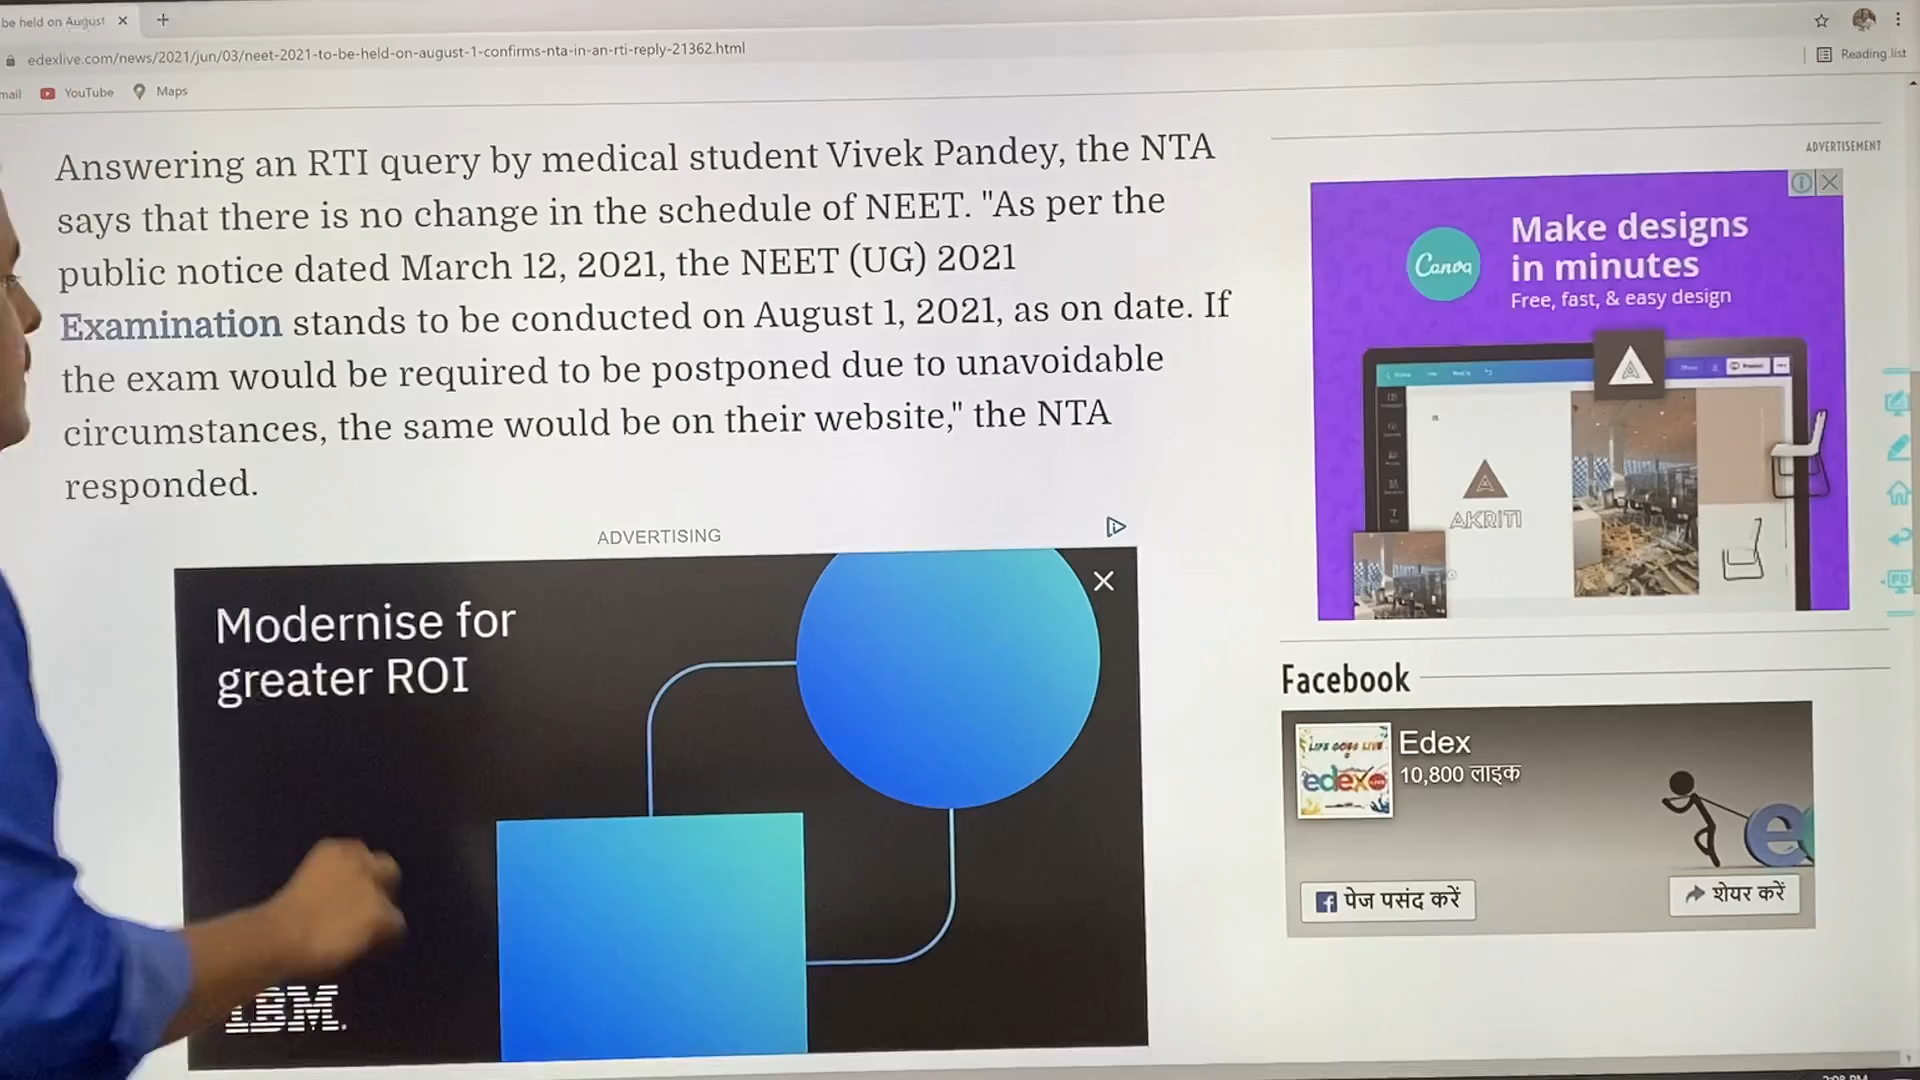 be held on August
edexlive.com/news/2021/jun/03/neet-2021-to-be-held-on-august-1-confirms-nta-in-an-rti-reply-21362.html
Reading list
mail YouTube Maps
Answering an RTI query by medical student Vivek Pandey, the NTA
says that there is no change in the schedule of NEET. "As per the
public notice dated March 12, 2021, the NEET (UG) 2021
Examination stands to be conducted on August 1, 2021, as on date. If
the exam would be required to be postponed due to unavoidable
circumstances, the same would be on their website," the NTA
responded.
ADVERTISING
Modernise for
greater ROI
IBM.
ADVERTISEMENT
Canva
Make designs
in minutes
Free, fast, & easy design
AKRITI
Facebook
LIFE GOES LIVE
edex
Edex
10,800 लाइक
पेज पसंद करें
शेयर करें